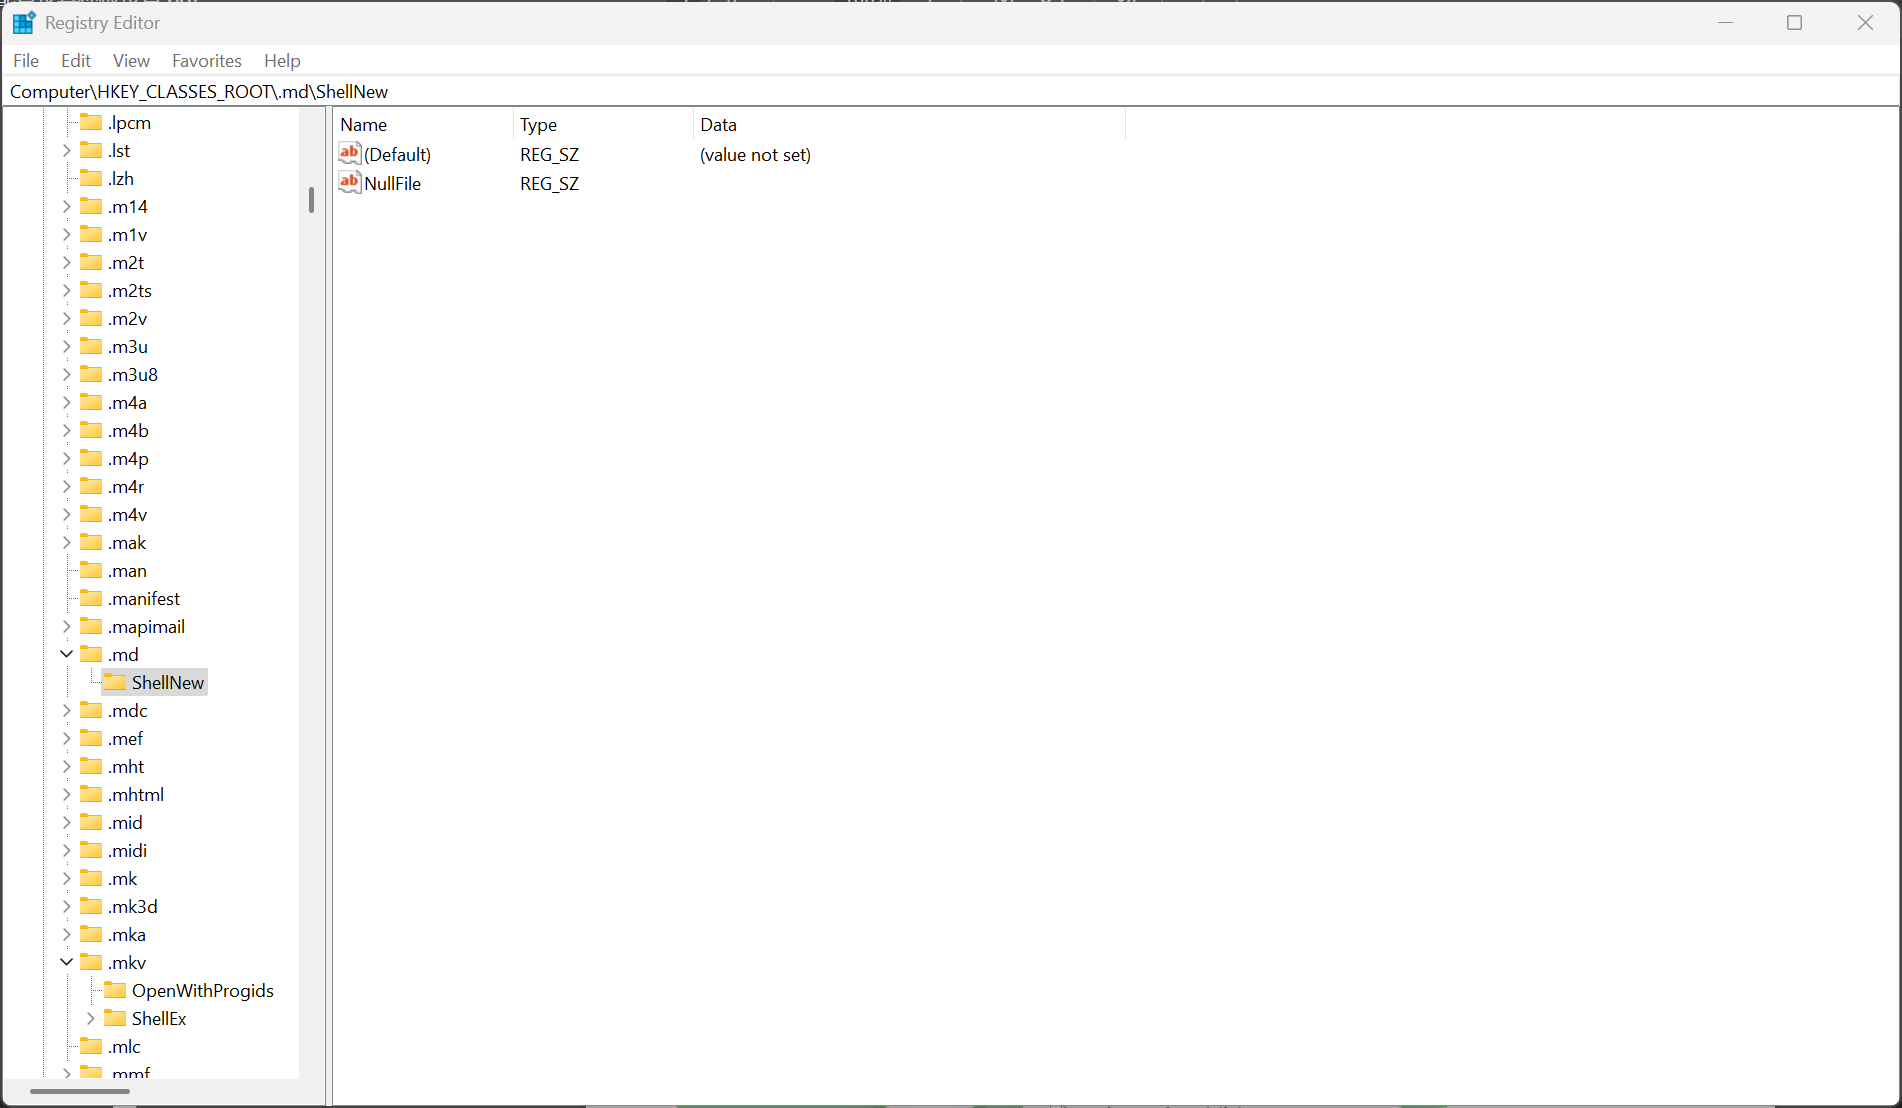 Registry Editor
File Edit View Favorites Help
Computer\HKEY_CLASSES_ROOT\.md\ShellNew
.lpcm
.lst
.lzh
.m14
.m1v
.m2t
.m2ts
.m2v
.m3u
.m3u8
.m4a
.m4b
.m4p
.m4r
.m4v
.mak
.man
.manifest
.mapimail
.md
ShellNew
.mdc
.mef
.mht
.mhtml
.mid
.midi
.mk
.mk3d
.mka
.mkv
OpenWithProgids
ShellEx
.mlc
.mmf
Name Type Data
(Default) REG_SZ (value not set)
NullFile REG_SZ